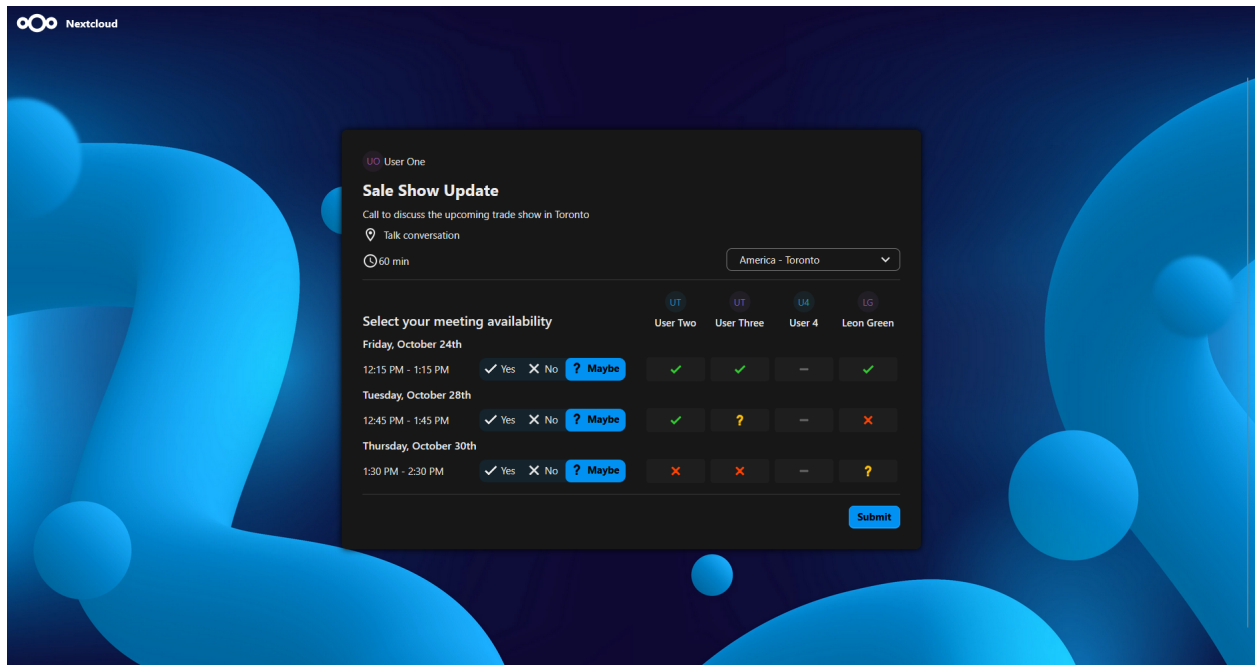 Nextcloud
UO User One
Sale Show Update
Call to discuss the upcoming trade show in Toronto
Talk conversation
60 min
America - Toronto
UT UT U4 LG
Select your meeting availability User Two User Three User 4 Leon Green
Friday, October 24th
12:15 PM - 1:15 PM Yes No ? Maybe
Tuesday, October 28th
12:45 PM - 1:45 PM Yes No ? Maybe ?
Thursday, October 30th
1:30 PM - 2:30 PM Yes No ? Maybe ?
Submit